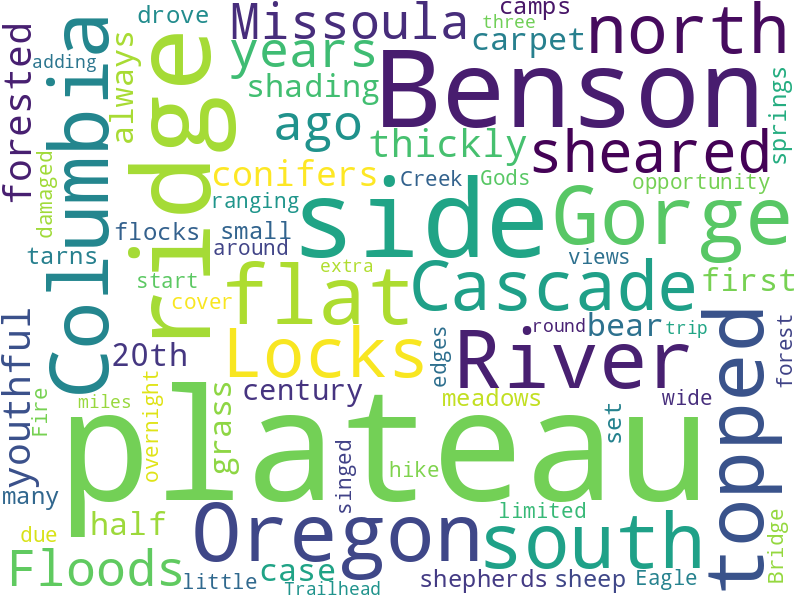 plateau
Benson
ridge
side
Columbia
River
Oregon
topped
Gorge
flat
Locks
Cascade
south
north
sheared
Missoula
Floods
years
ago
thickly
conifers
forested
youthful
shading
carpet
always
drove
camps
three
adding
springs
damaged
ranging
Creek
Gods
opportunity
flocks
small
around
tarns
views
first
start
extra
cover
round
bear
trip
forest
20th
century
edges
meadows
wide
Fire
miles
overnight
grass
set
many
singed
hike
half
due
limited
Bridge
little
case
Trailhead
shepherds
sheep
Eagle